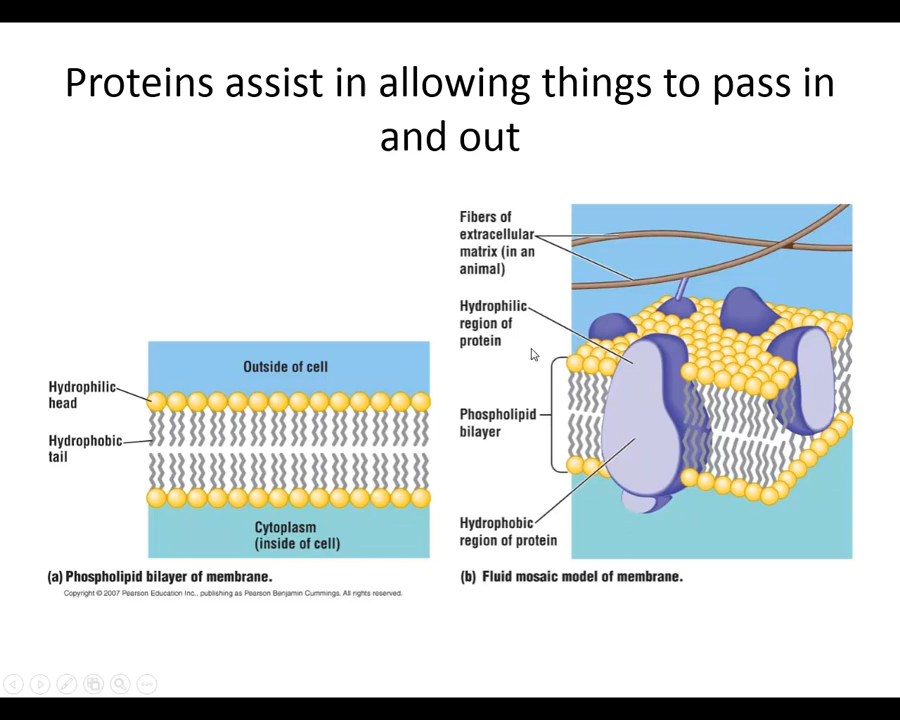 Proteins assist in allowing things to pass in
and out
Outside of cell
Hydrophilic
head
Hydrophobic
tail
Cytoplasm
(inside of cell)
(a) Phospholipid bilayer of membrane.
Copyright © 2007 Pearson Education Inc., publishing as Pearson Benjamin Cummings. All rights reserved.
Fibers of
extracellular
matrix (in an
animal)
Hydrophilic
region of
protein
Phospholipid
bilayer
Hydrophobic
region of protein
(b) Fluid mosaic model of membrane.